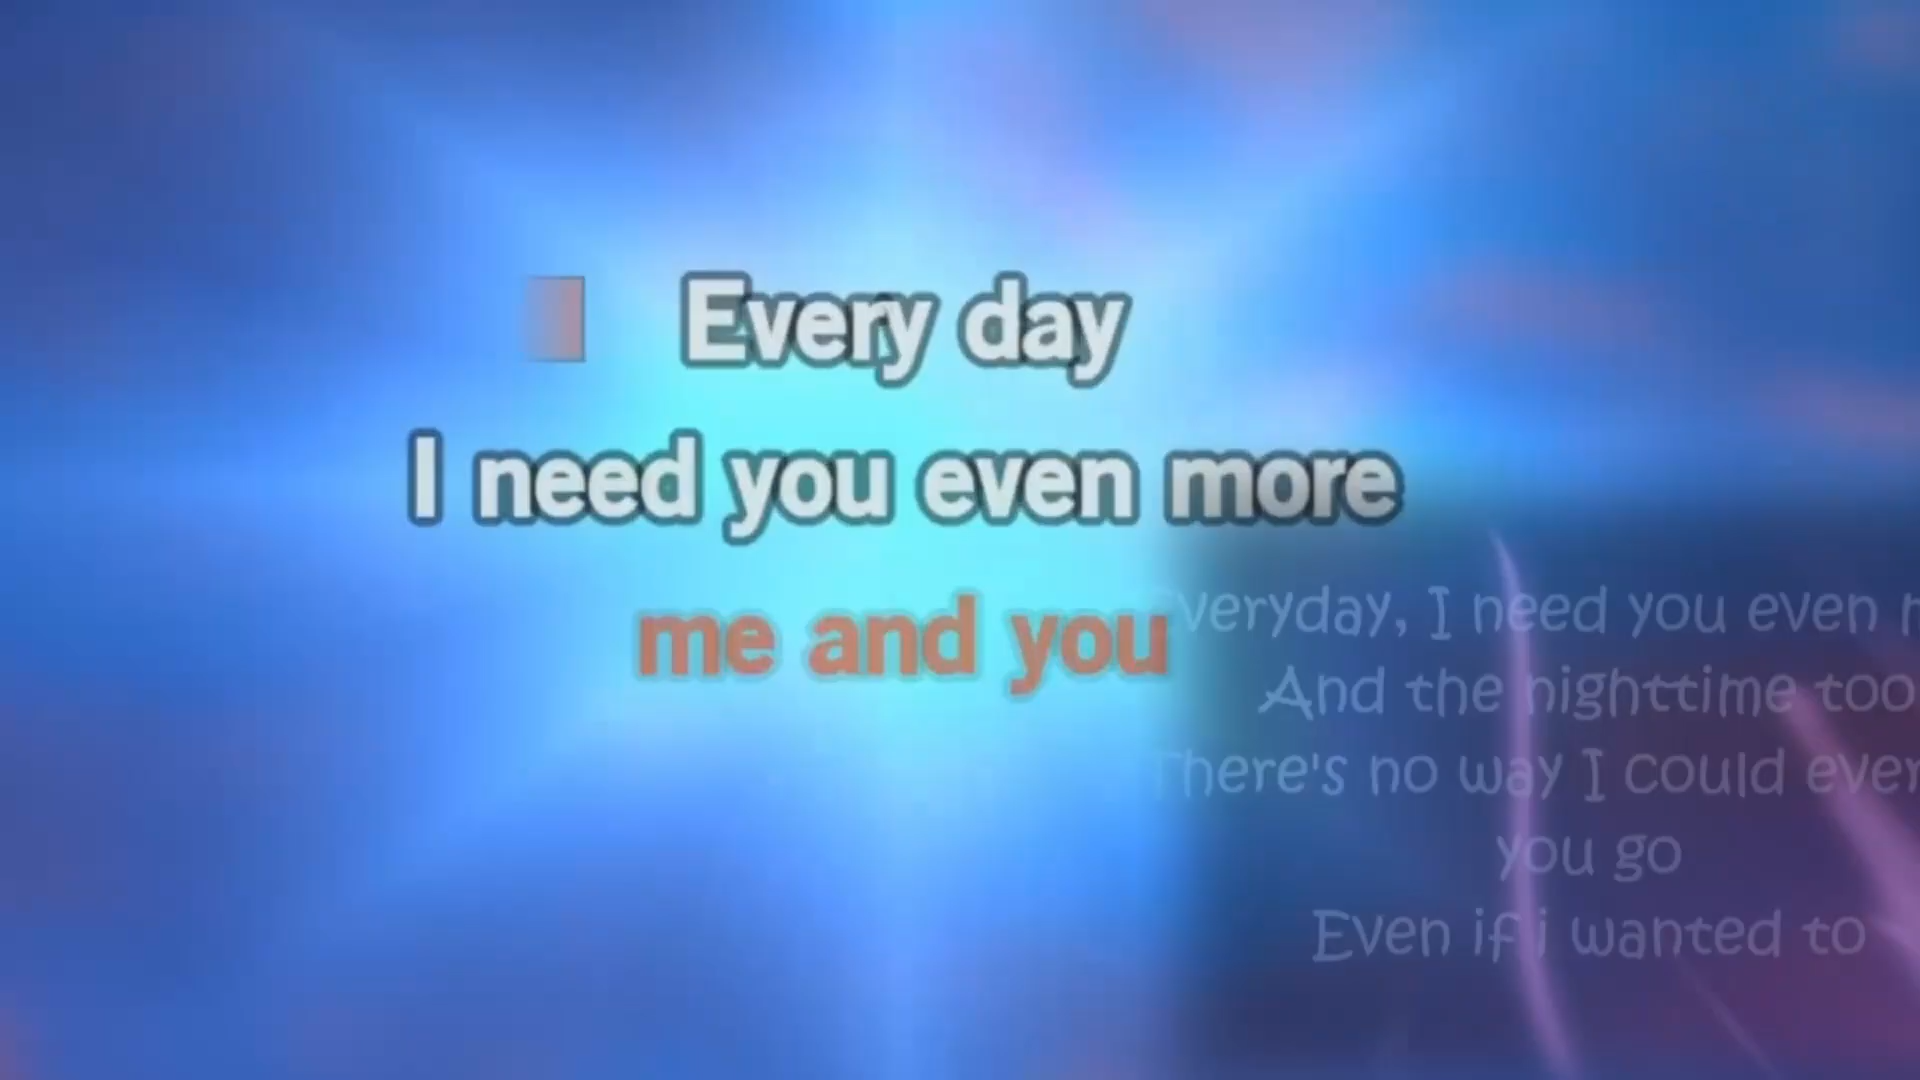 Every day
I need you even more
me and you
veryday, I need you even
And the nighttime too
here's no way I could ever
you go
Even if i wanted to